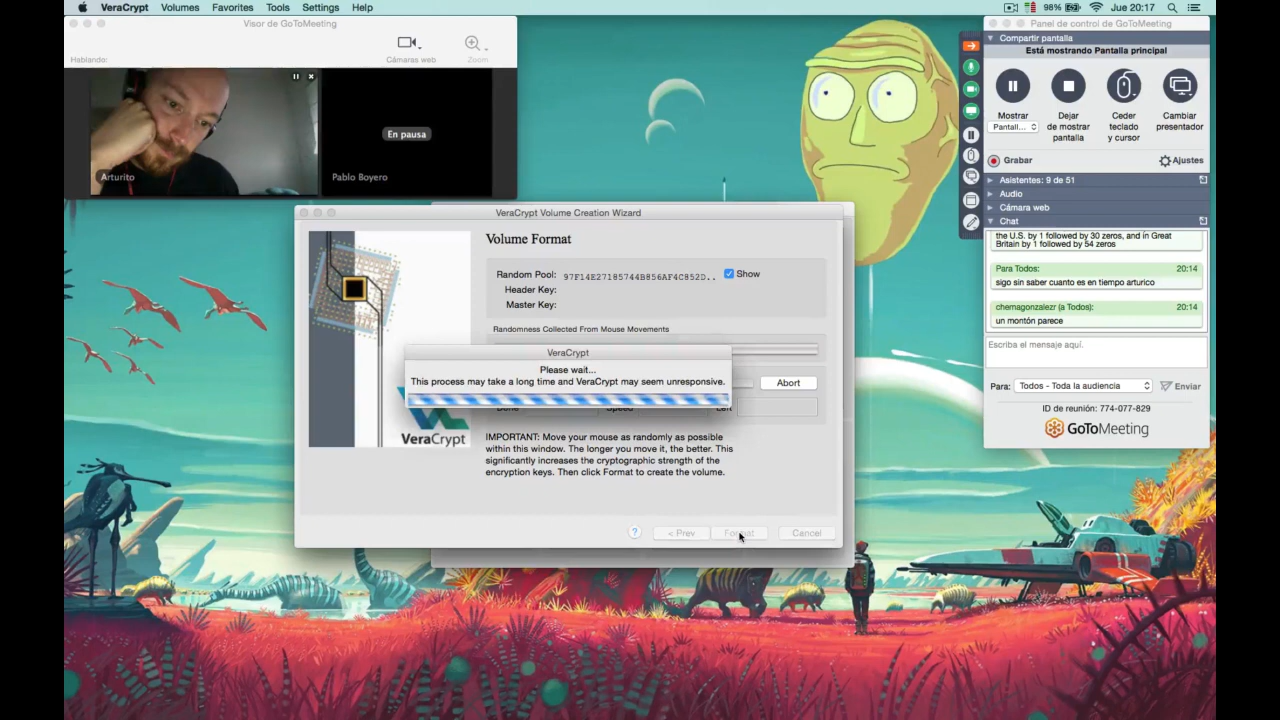 VeraCrypt Volumes Favorites Tools Settings Help
98% Jue 20:17
Visor de GoToMeeting
Hablando:
Cámaras web
Zoom
Arturito
En pausa
Pablo Boyero
Panel de control de GoToMeeting
Compartir pantalla
Está mostrando Pantalla principal
Mostrar
Pantall...
Dejar
de mostrar
pantalla
Ceder
teclado
y cursor
Cambiar
presentador
Grabar
Ajustes
Asistentes: 9 de 51
Audio
Cámara web
Chat
the U.S. by 1 followed by 30 zeros, and in Great
Britain by 1 followed by 54 zeros
Para Todos: 20:14
sigo sin saber cuanto es en tiempo arturico
chemagonzalezr (a Todos): 20:14
un montón parece
Escriba el mensaje aquí.
Para: Todos - Toda la audiencia
Enviar
ID de reunión: 774-077-829
GoToMeeting
VeraCrypt Volume Creation Wizard
Volume Format
Random Pool: 97F14E27185744B856AF4C852D..
Show
Header Key:
Master Key:
Randomness Collected From Mouse Movements
VeraCrypt
Please wait...
This process may take a long time and VeraCrypt may seem unresponsive.
Abort
Done
Speed
Left
VeraCrypt
IMPORTANT: Move your mouse as randomly as possible
within this window. The longer you move it, the better. This
significantly increases the cryptographic strength of the
encryption keys. Then click Format to create the volume.
?
< Prev
Format
Cancel